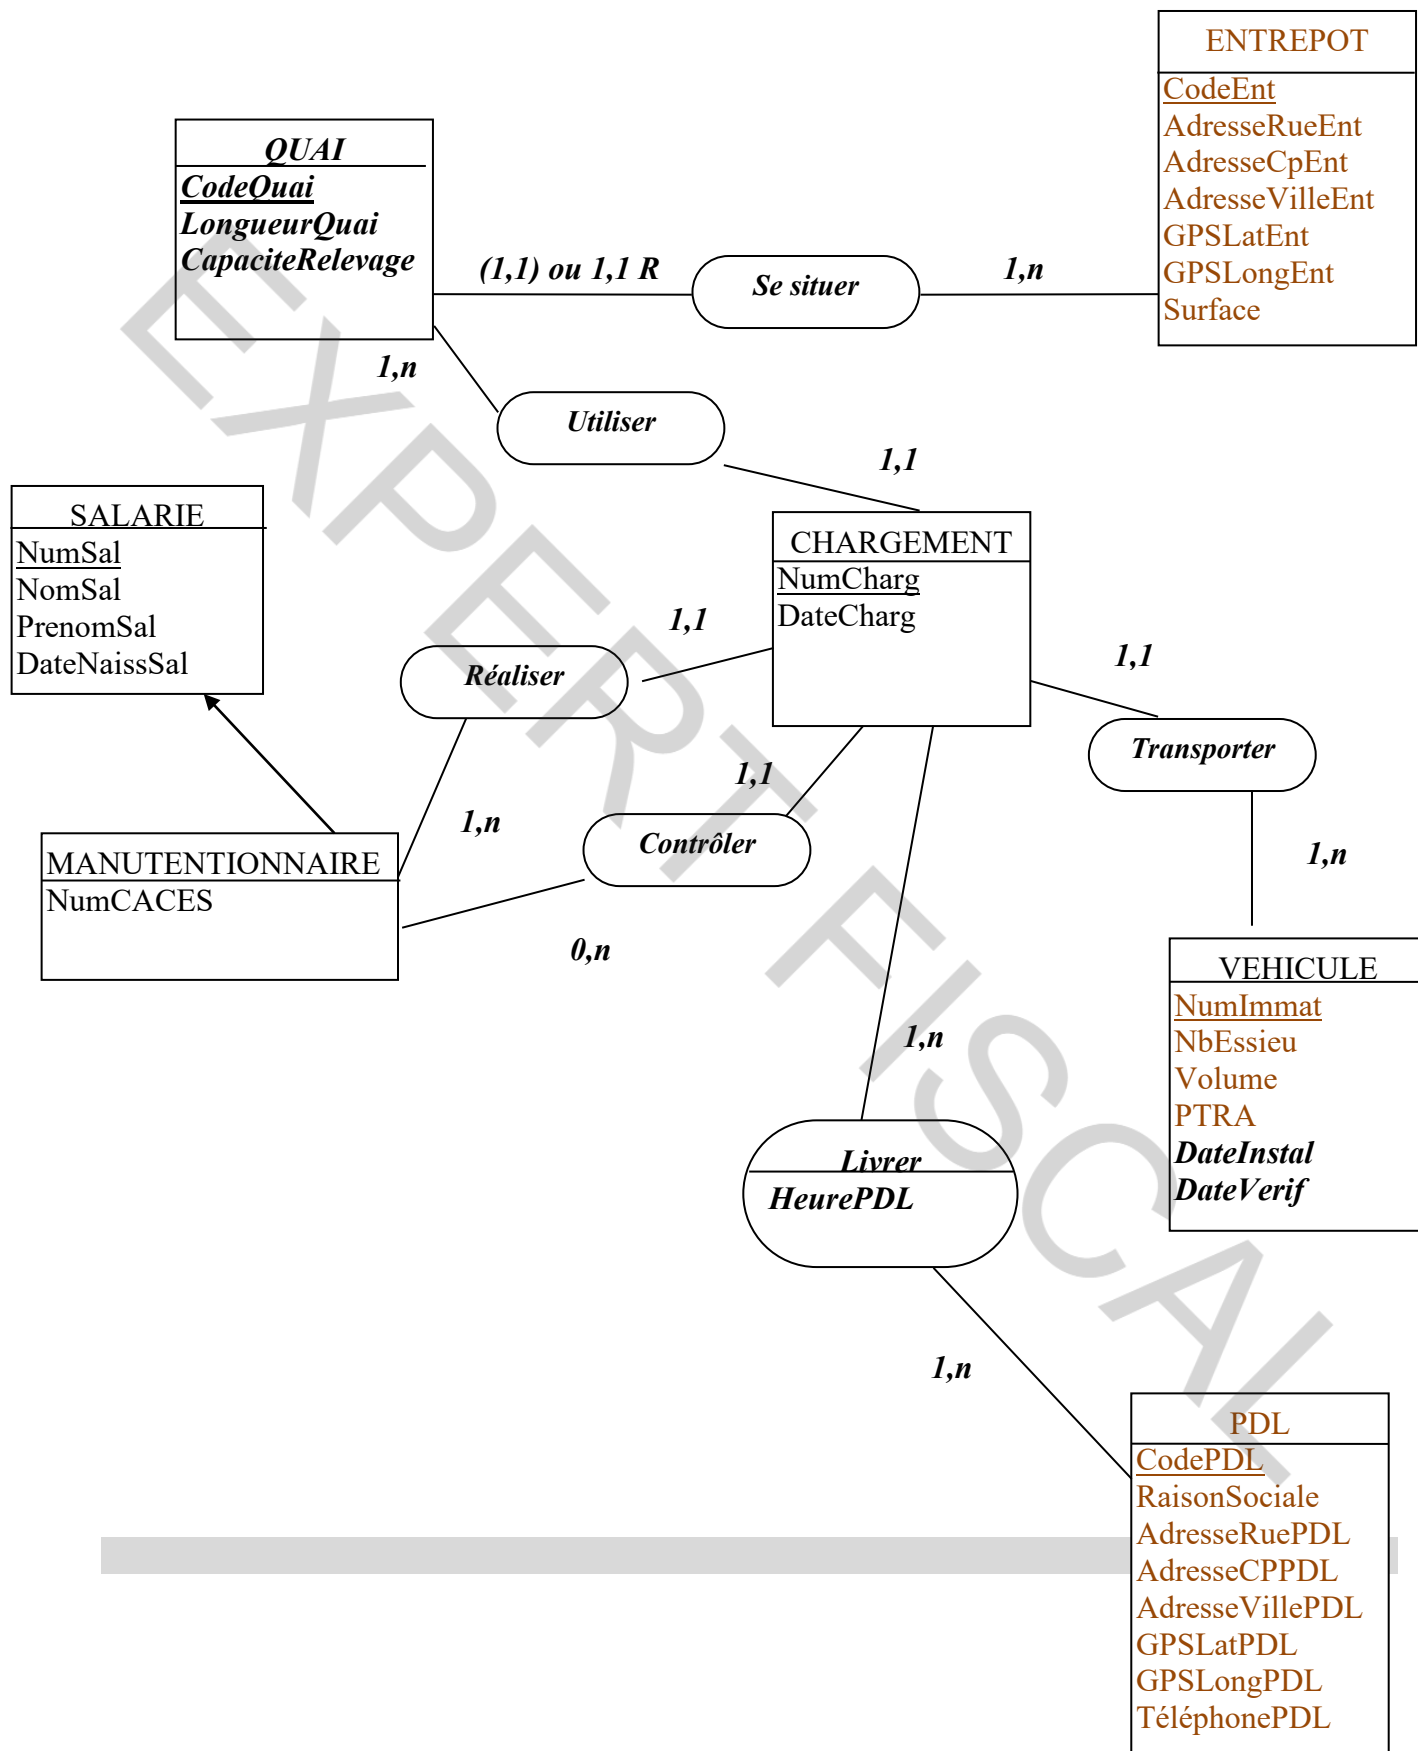 ENTREPOT
CodeEnt
AdresseRueEnt
AdresseCpEnt
AdresseVilleEnt
GPSLatEnt
GPSLongEnt
Surface
QUAI
CodeQuai
LongueurQuai
CapaciteRelevage
(1,1) ou 1,1 R
Se situer
1,n
1,n
Utiliser
1,1
SALARIE
NumSal
NomSal
PrenomSal
DateNaissSal
CHARGEMENT
NumCharg
DateCharg
1,1
Réaliser
1,1
Transporter
1,1
1,n
Contrôler
1,n
MANUTENTIONNAIRE
NumCACES
0,n
VEHICULE
NumImmat
NbEssieu
Volume
PTRA
DateInstal
DateVerif
1,n
Livrer
HeurePDL
1,n
PDL
CodePDL
RaisonSociale
AdresseRuePDL
AdresseCPPDL
AdresseVillePDL
GPSLatPDL
GPSLongPDL
TéléphonePDL
EXPERT FISCAL